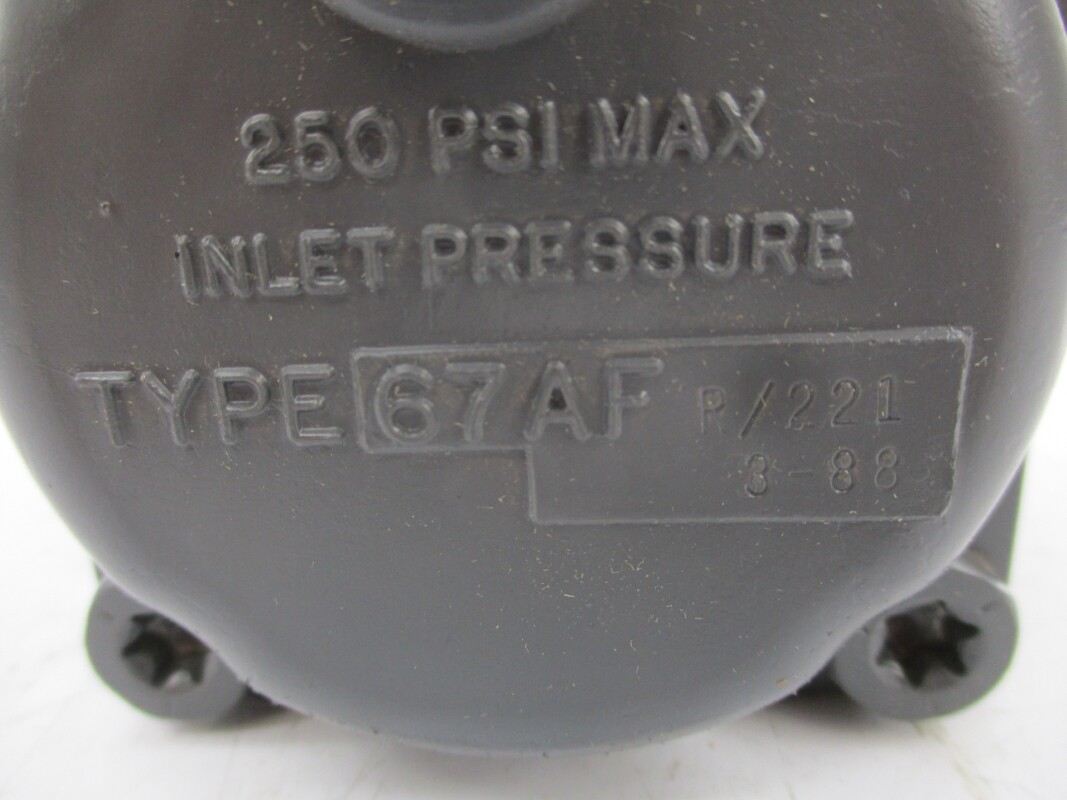 250 PSI MAX
INLET PRESSURE
TYPE 67AF R/221
3-88